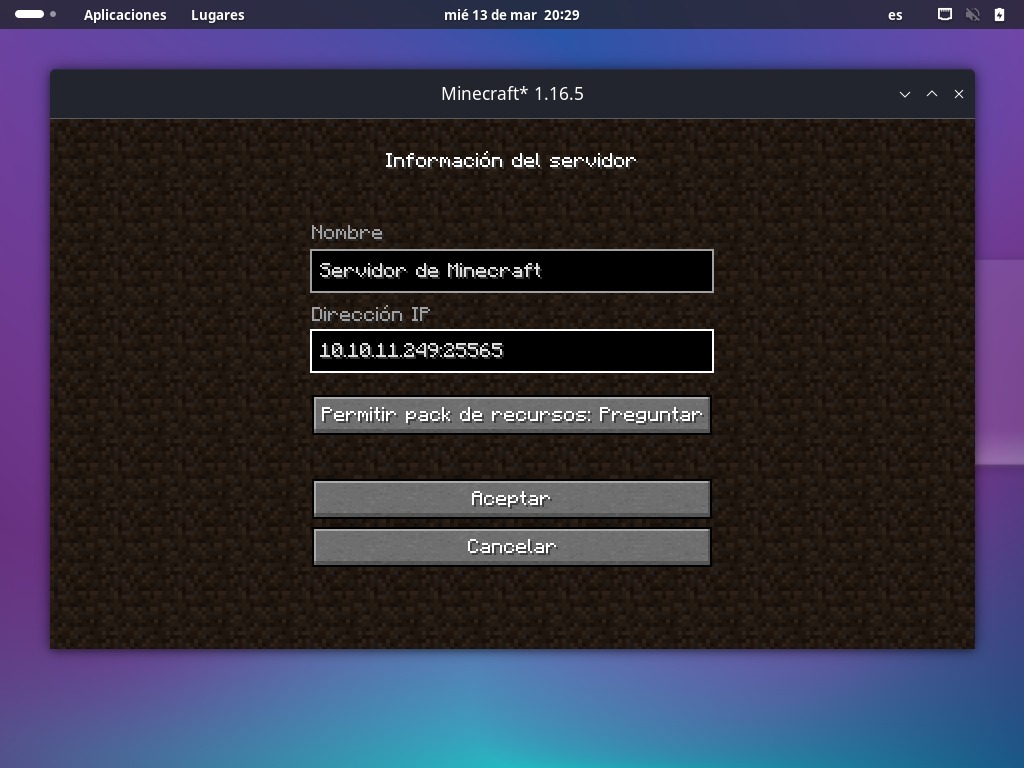 Aplicaciones Lugares mié 13 de mar 20:29 es
Minecraft* 1.16.5
Información del servidor
Nombre
Servidor de Minecraft
Dirección IP
10.10.11.249:25565
Permitir pack de recursos: Preguntar
Aceptar
Cancelar